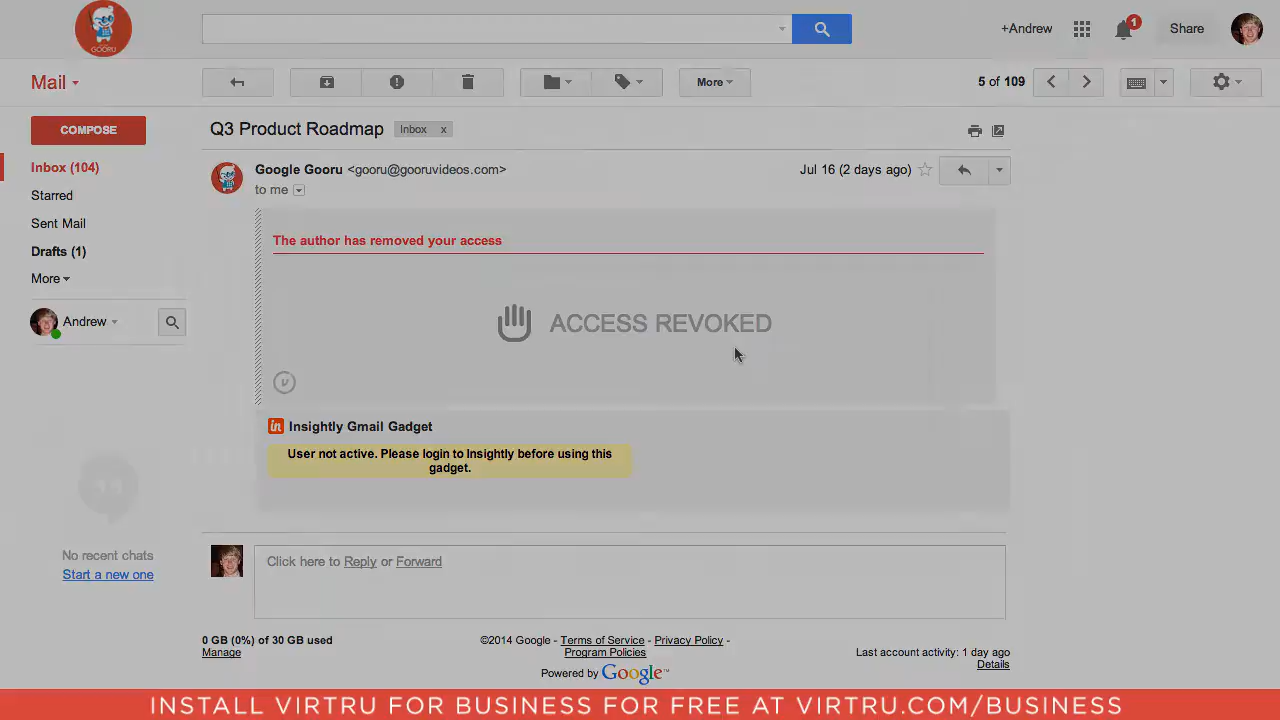 GOORU
+Andrew
1
Share
Mail
More
5 of 109
COMPOSE
Q3 Product Roadmap
Inbox x
Inbox (104)
Google Gooru <gooru@gooruvideos.com>
Jul 16 (2 days ago)
to me
Starred
Sent Mail
Drafts (1)
More
The author has removed your access
Andrew
ACCESS REVOKED
v
in Insightly Gmail Gadget
User not active. Please login to Insightly before using this
gadget.
No recent chats
Start a new one
Click here to Reply or Forward
0 GB (0%) of 30 GB used
Manage
©2014 Google - Terms of Service - Privacy Policy -
Program Policies
Powered by Google™
Last account activity: 1 day ago
Details
INSTALL VIRTRU FOR BUSINESS FOR FREE AT VIRTRU.COM/BUSINESS